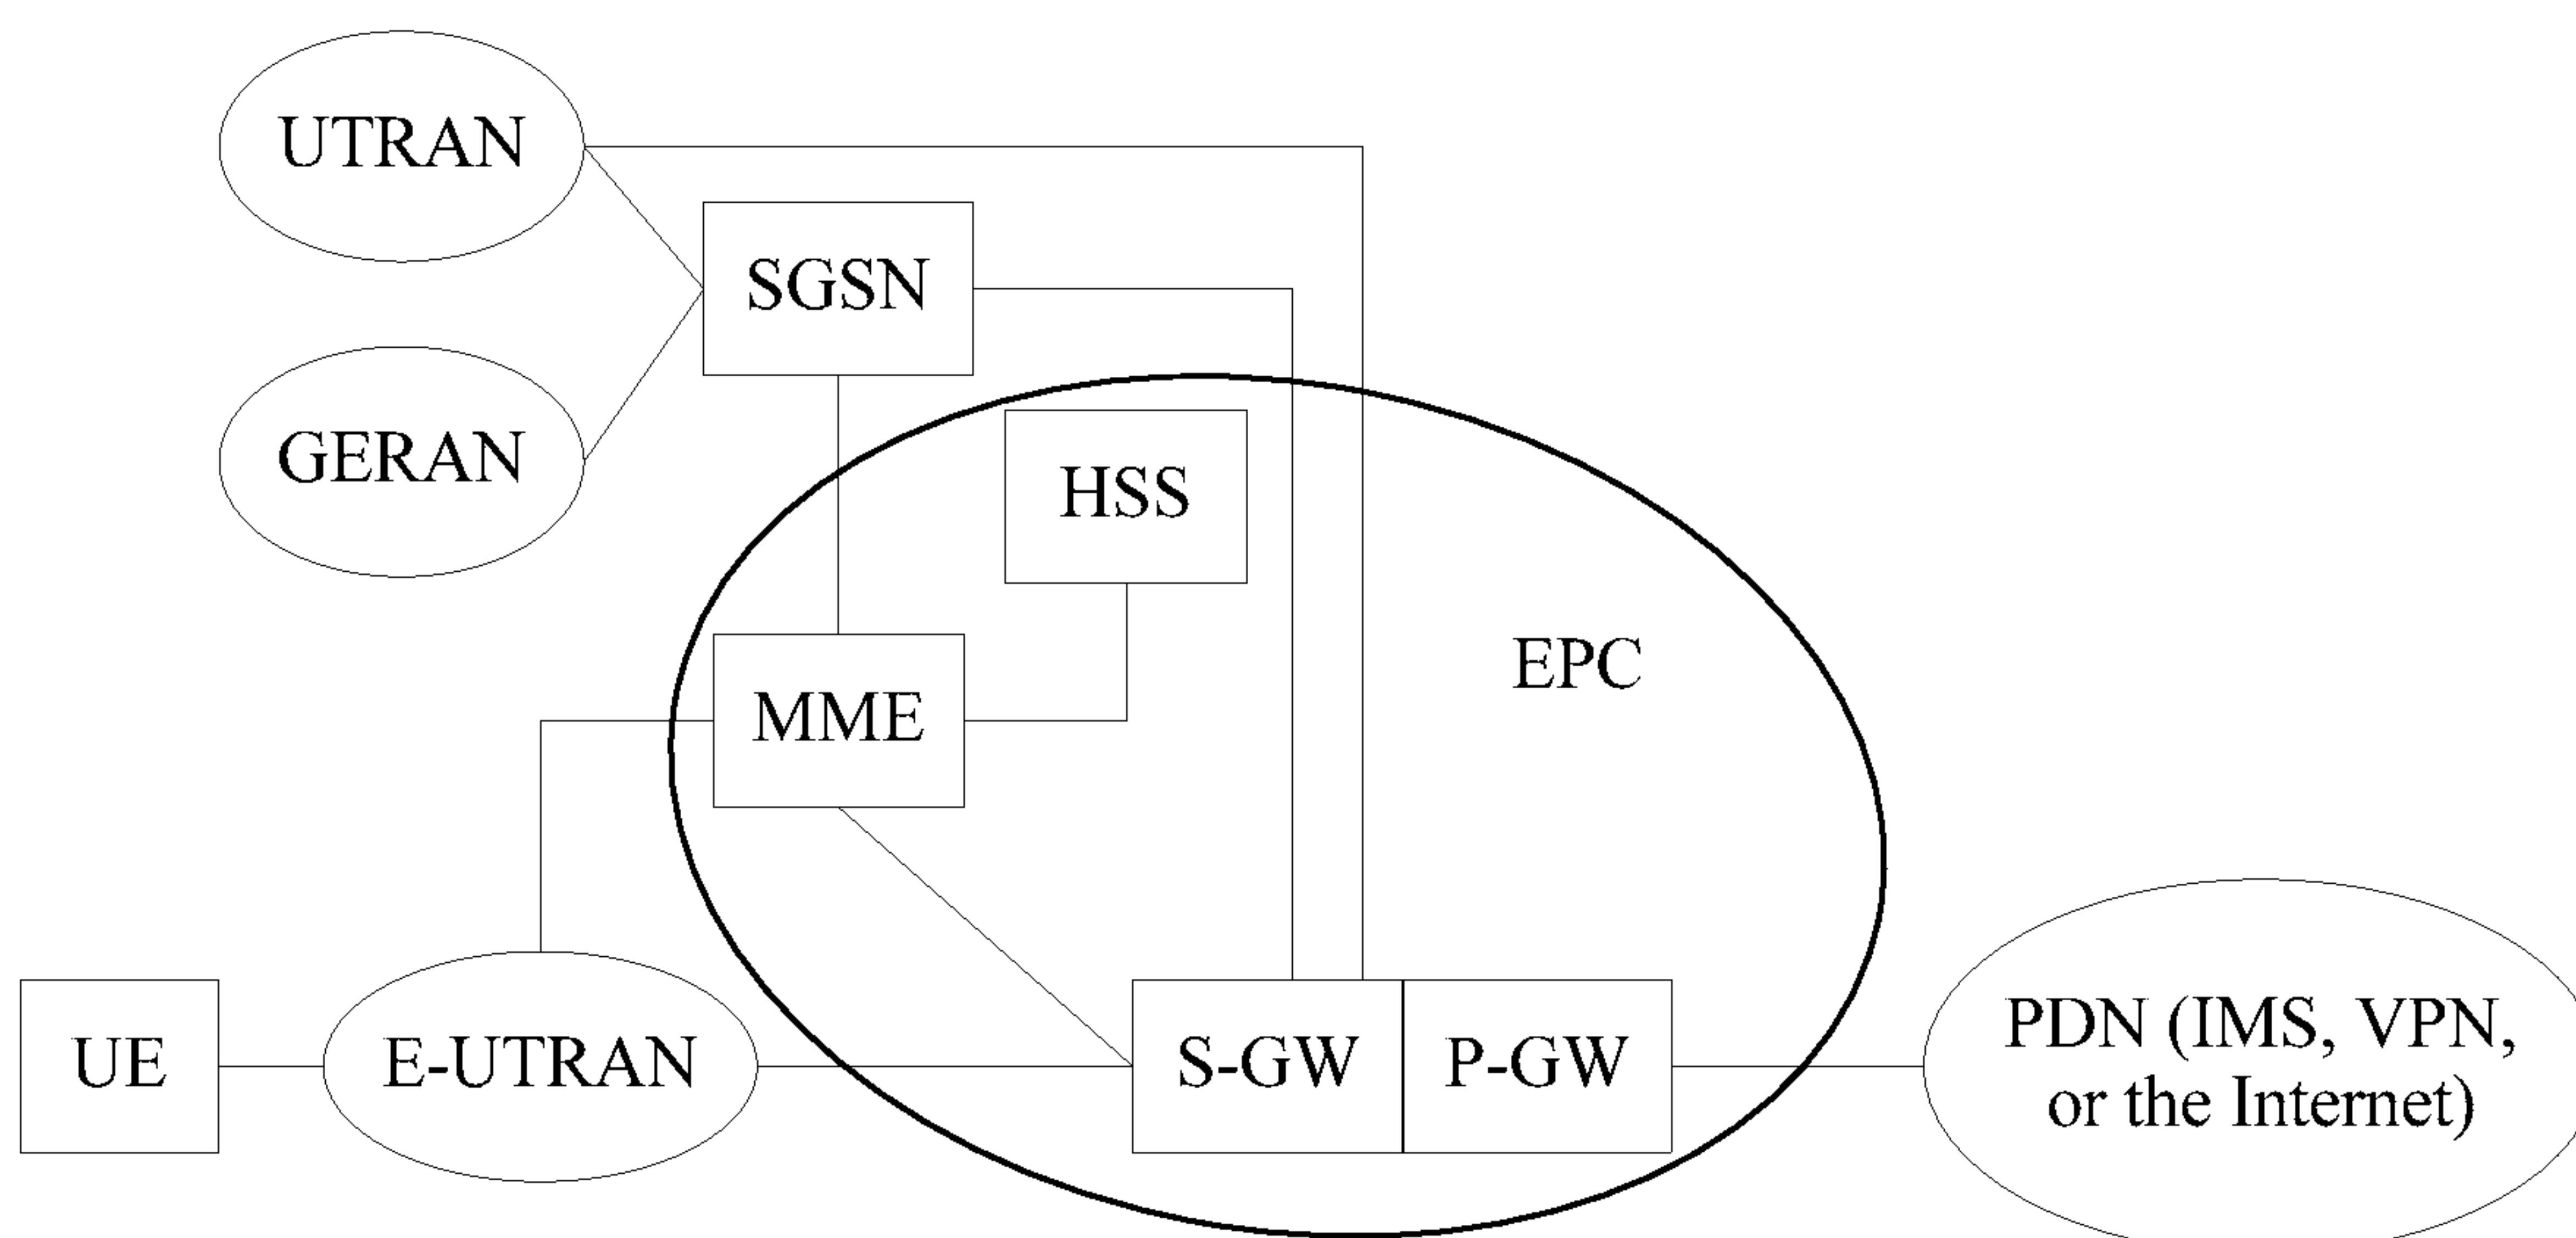 UTRAN
SGSN
GERAN
HSS
EPC
MME
UE
E-UTRAN
S-GW
P-GW
PDN (IMS, VPN,
or the Internet)